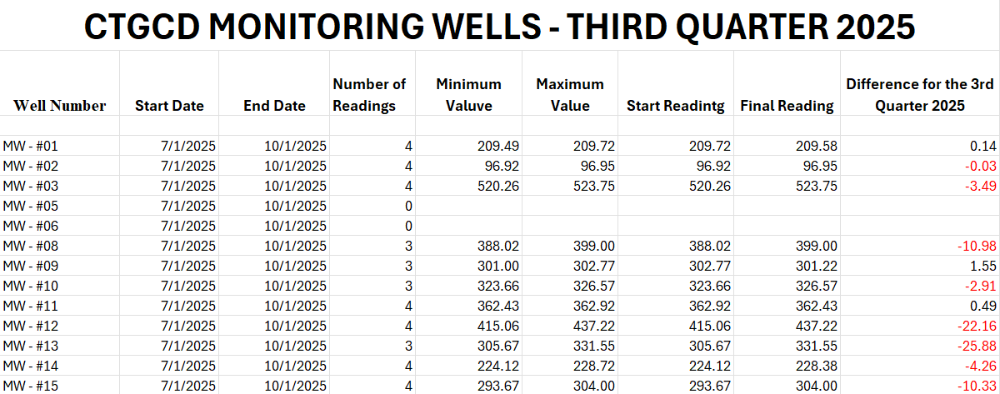 CTGCD MONITORING WELLS - THIRD QUARTER 2025
Well Number Start Date End Date Number of Readings Minimum Valuve Maximum Value Start Readintg Final Reading Difference for the 3rd Quarter 2025
MW - #01 7/1/2025 10/1/2025 4 209.49 209.72 209.72 209.58 0.14
MW - #02 7/1/2025 10/1/2025 4 96.92 96.95 96.92 96.95 -0.03
MW - #03 7/1/2025 10/1/2025 4 520.26 523.75 520.26 523.75 -3.49
MW - #05 7/1/2025 10/1/2025 0
MW - #06 7/1/2025 10/1/2025 0
MW - #08 7/1/2025 10/1/2025 3 388.02 399.00 388.02 399.00 -10.98
MW - #09 7/1/2025 10/1/2025 3 301.00 302.77 302.77 301.22 1.55
MW - #10 7/1/2025 10/1/2025 3 323.66 326.57 323.66 326.57 -2.91
MW - #11 7/1/2025 10/1/2025 4 362.43 362.92 362.92 362.43 0.49
MW - #12 7/1/2025 10/1/2025 4 415.06 437.22 415.06 437.22 -22.16
MW - #13 7/1/2025 10/1/2025 3 305.67 331.55 305.67 331.55 -25.88
MW - #14 7/1/2025 10/1/2025 4 224.12 228.72 224.12 228.38 -4.26
MW - #15 7/1/2025 10/1/2025 4 293.67 304.00 293.67 304.00 -10.33